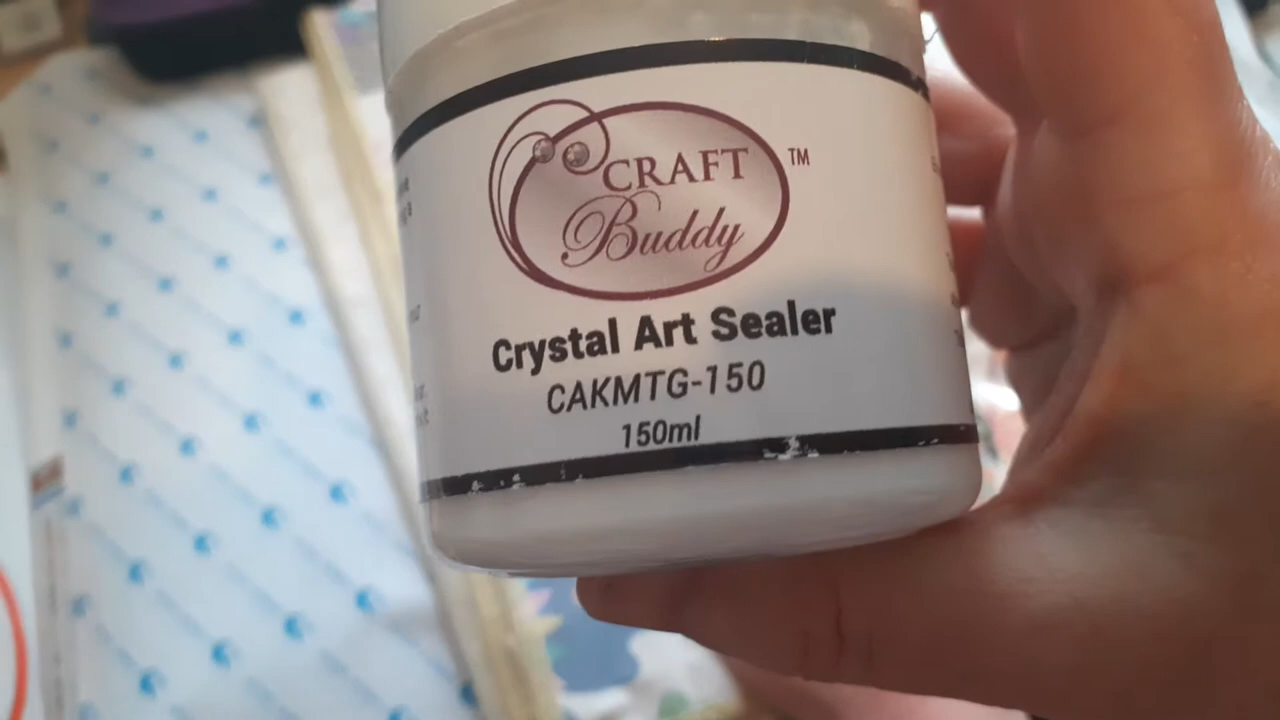 CRAFT
Buddy
TM
Crystal Art Sealer
CAKMTG-150
150ml